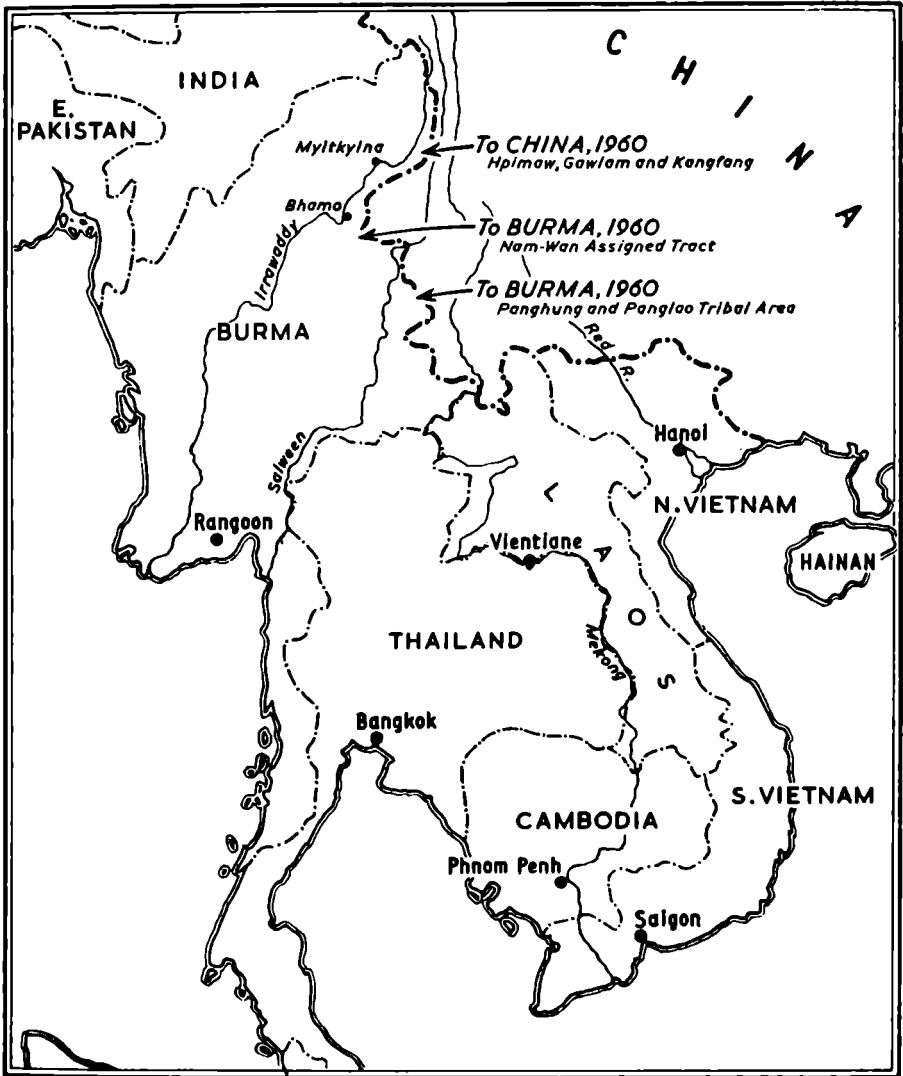 CHINA
INDIA
E.
PAKISTAN
Myitkyina
To CHINA, 1960
Hpimaw, Gawlam and Kangfang
Bhamo
To BURMA, 1960
Nam-Wan Assigned Tract
Irrawaddy
To BURMA, 1960
Panghung and Panglao Tribal Area
BURMA
Red R.
Salween
Hanoi
N. VIETNAM
Rangoon
Vientiane
HAINAN
LAOS
THAILAND
Mekong
Bangkok
S. VIETNAM
CAMBODIA
Phnom Penh
Saigon